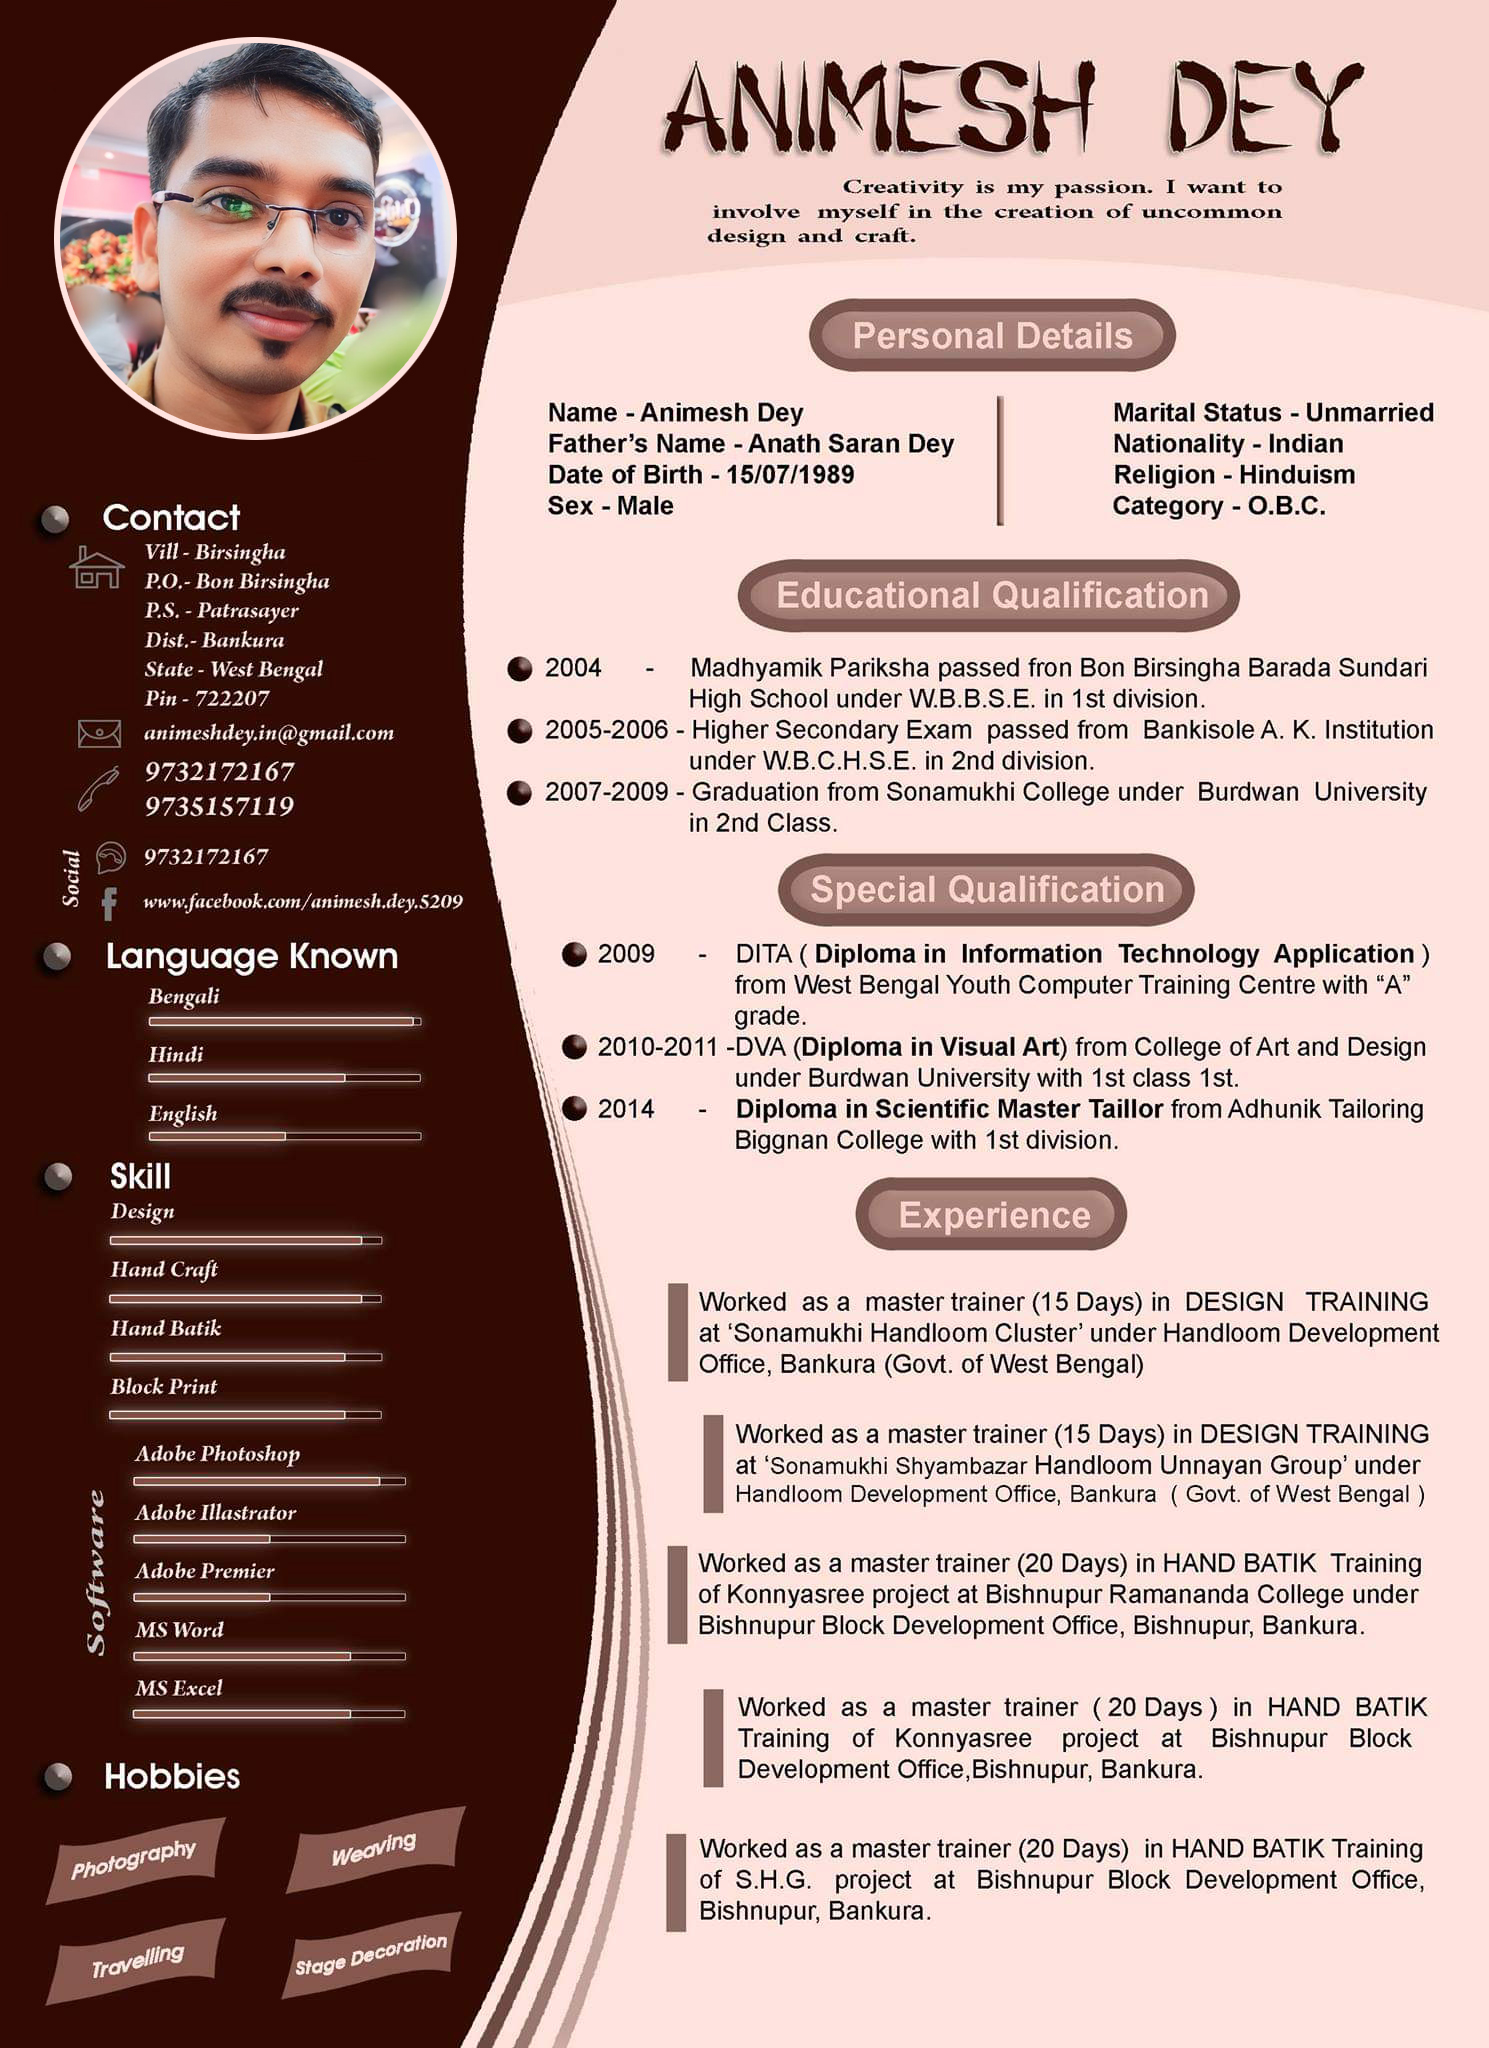 ANIMESH DEY
Creativity is my passion. I want to
involve myself in the creation of uncommon
design and craft.
Personal Details
Name - Animesh Dey
Father's Name - Anath Saran Dey
Date of Birth - 15/07/1989
Sex - Male
Marital Status - Unmarried
Nationality - Indian
Religion - Hinduism
Category - O.B.C.
Contact
Vill - Birsingha
P.O.- Bon Birsingha
P.S. - Patrasayer
Dist.- Bankura
State - West Bengal
Pin - 722207
animeshdey.in@gmail.com
9732172167
9735157119
Social
9732172167
www.facebook.com/animesh.dey.5209
Language Known
Bengali
Hindi
English
Skill
Design
Hand Craft
Hand Batik
Block Print
Software
Adobe Photoshop
Adobe Illustrator
Adobe Premier
MS Word
MS Excel
Hobbies
Photography
Weaving
Travelling
Stage Decoration
Educational Qualification
2004 - Madhyamik Pariksha passed fron Bon Birsingha Barada Sundari
High School under W.B.B.S.E. in 1st division.
2005-2006 - Higher Secondary Exam passed from Bankisole A. K. Institution
under W.B.C.H.S.E. in 2nd division.
2007-2009 - Graduation from Sonamukhi College under Burdwan University
in 2nd Class.
Special Qualification
2009 - DITA ( Diploma in Information Technology Application )
from West Bengal Youth Computer Training Centre with “A”
grade.
2010-2011 -DVA (Diploma in Visual Art) from College of Art and Design
under Burdwan University with 1st class 1st.
2014 - Diploma in Scientific Master Taillor from Adhunik Tailoring
Biggnan College with 1st division.
Experience
Worked as a master trainer (15 Days) in DESIGN TRAINING
at ‘Sonamukhi Handloom Cluster’ under Handloom Development
Office, Bankura (Govt. of West Bengal)
Worked as a master trainer (15 Days) in DESIGN TRAINING
at ‘Sonamukhi Shyambazar Handloom Unnayan Group’ under
Handloom Development Office, Bankura ( Govt. of West Bengal )
Worked as a master trainer (20 Days) in HAND BATIK Training
of Konnyasree project at Bishnupur Ramananda College under
Bishnupur Block Development Office, Bishnupur, Bankura.
Worked as a master trainer ( 20 Days ) in HAND BATIK
Training of Konnyasree project at Bishnupur Block
Development Office,Bishnupur, Bankura.
Worked as a master trainer (20 Days) in HAND BATIK Training
of S.H.G. project at Bishnupur Block Development Office,
Bishnupur, Bankura.